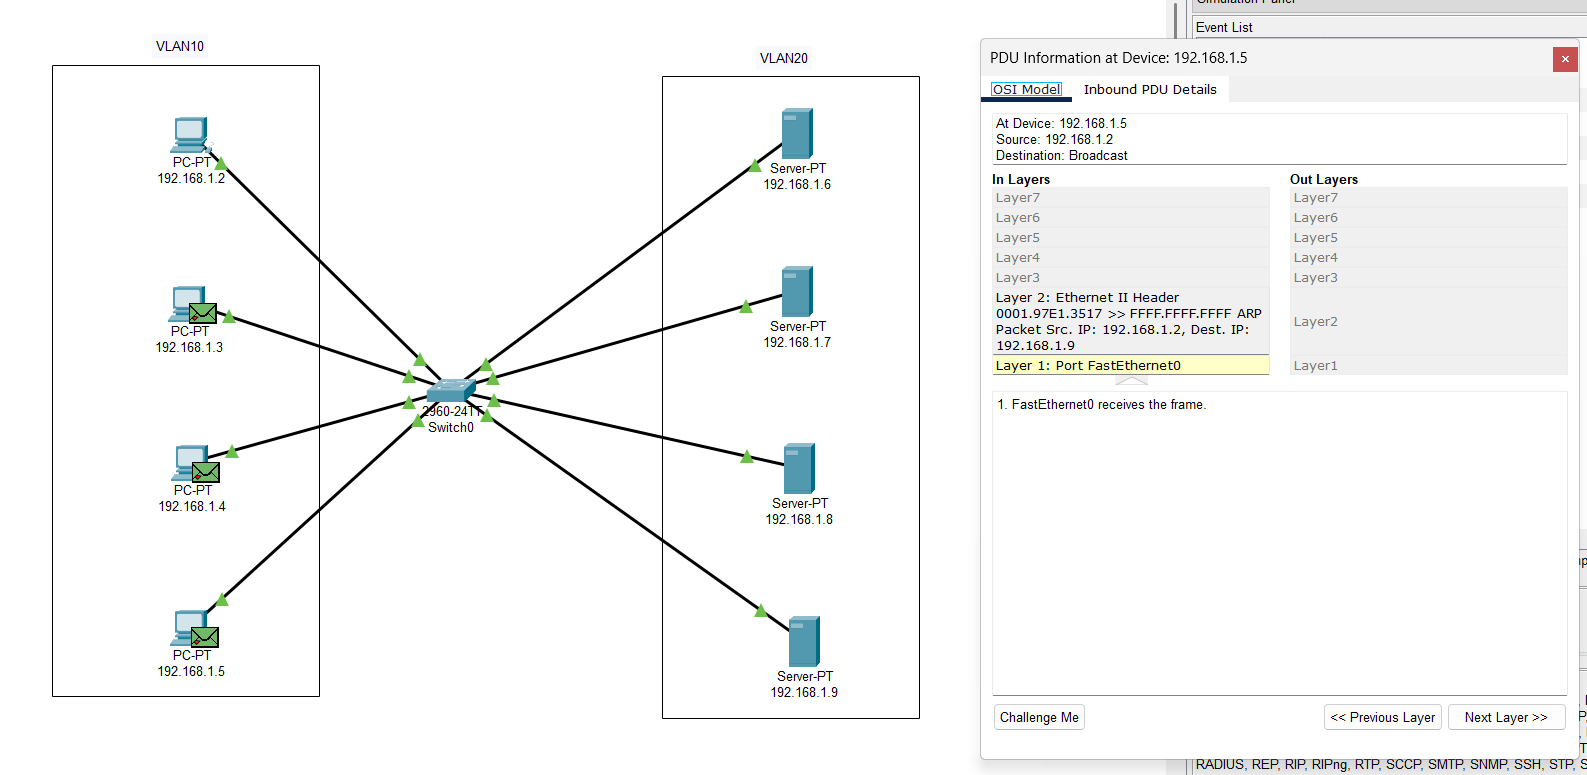 VLAN10
PC-PT
192.168.1.2
PC-PT
192.168.1.3
PC-PT
192.168.1.4
PC-PT
192.168.1.5
2960-24TT
Switch0
VLAN20
Server-PT
192.168.1.6
Server-PT
192.168.1.7
Server-PT
192.168.1.8
Server-PT
192.168.1.9
Event List
PDU Information at Device: 192.168.1.5
OSI Model
Inbound PDU Details
At Device: 192.168.1.5
Source: 192.168.1.2
Destination: Broadcast
In Layers
Layer7
Layer6
Layer5
Layer4
Layer3
Layer 2: Ethernet II Header
0001.97E1.3517 >> FFFF.FFFF.FFFF ARP
Packet Src. IP: 192.168.1.2, Dest. IP:
192.168.1.9
Layer 1: Port FastEthernet0
Out Layers
Layer7
Layer6
Layer5
Layer4
Layer3
Layer2
Layer1
1. FastEthernet0 receives the frame.
Challenge Me
<< Previous Layer
Next Layer >>
RADIUS, REP, RIP, RIPng, RTP, SCCP, SMTP, SNMP, SSH, STP,